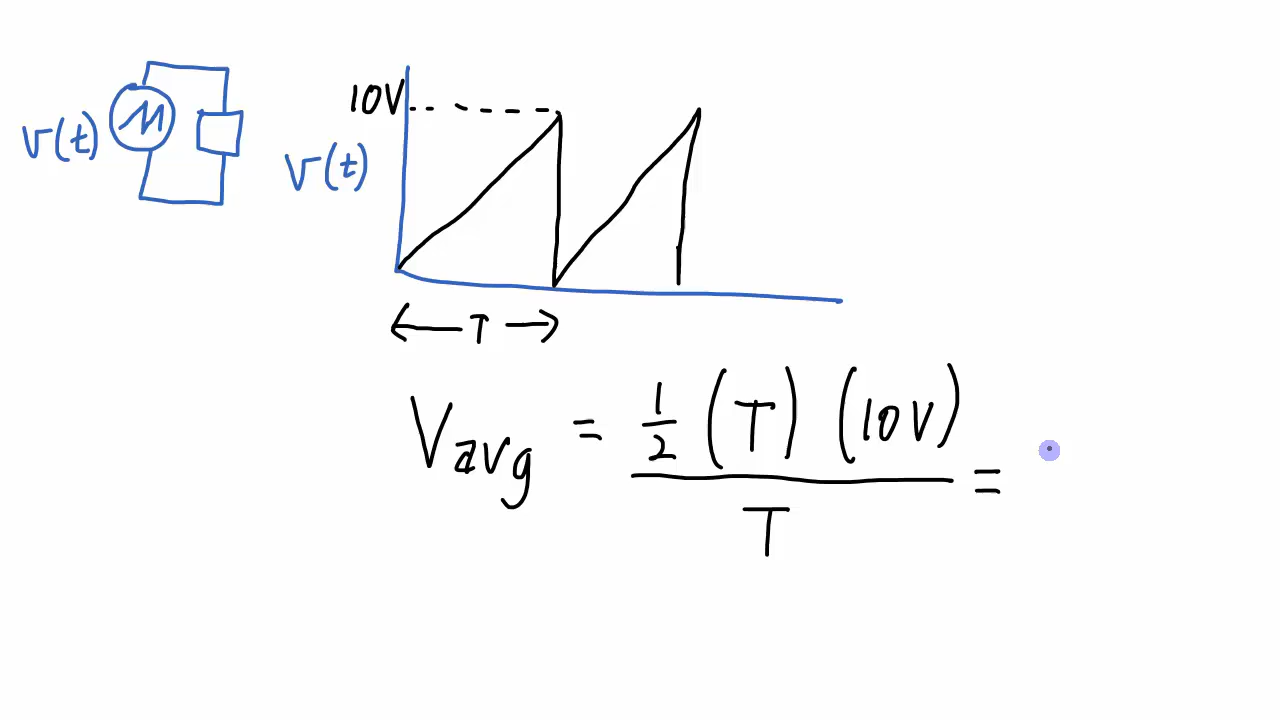 10V
v(t)
v(t)
T
Vavg = 1/2 (T) (10V) =
T